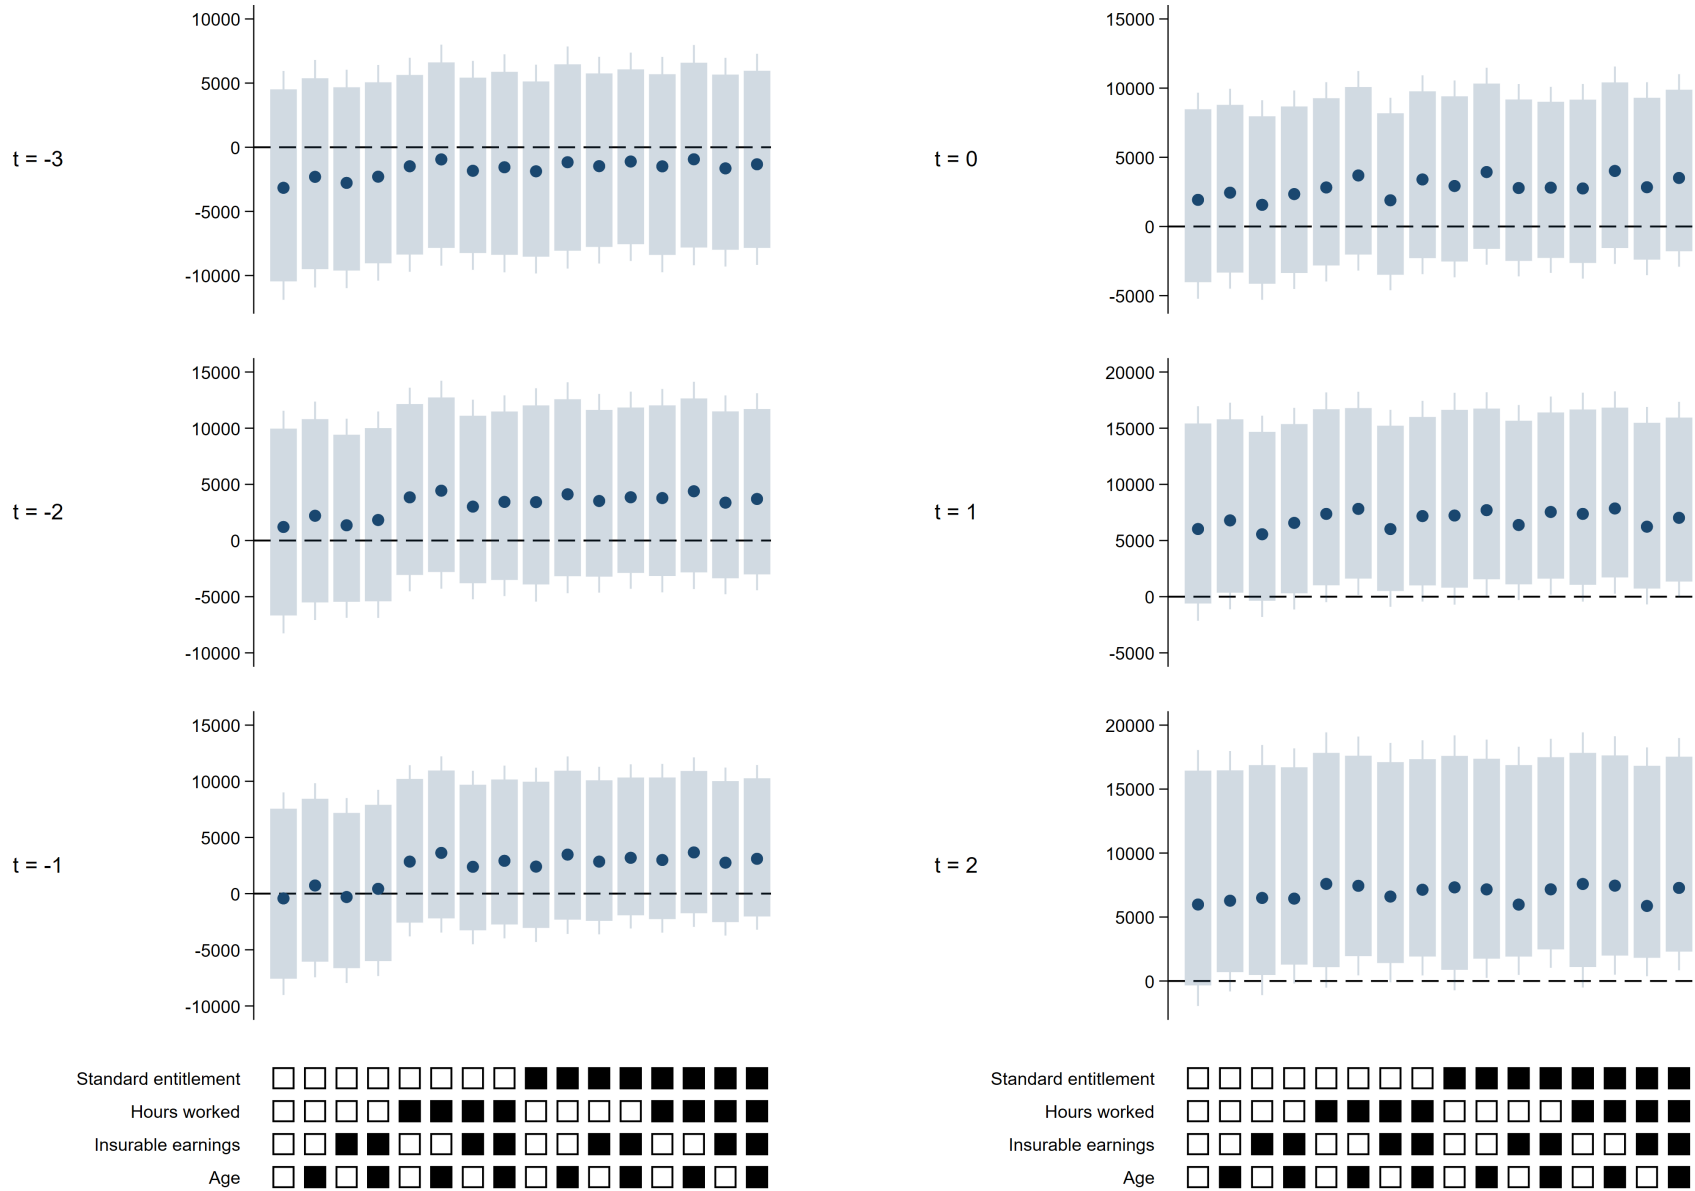 10000
5000
0
-5000
-10000
t = -3
15000
10000
5000
0
-5000
t = 0
15000
10000
5000
0
-5000
-10000
t = -2
20000
15000
10000
5000
0
-5000
t = 1
15000
10000
5000
0
-5000
-10000
t = -1
20000
15000
10000
5000
0
t = 2
Standard entitlement
Hours worked
Insurable earnings
Age
Standard entitlement
Hours worked
Insurable earnings
Age